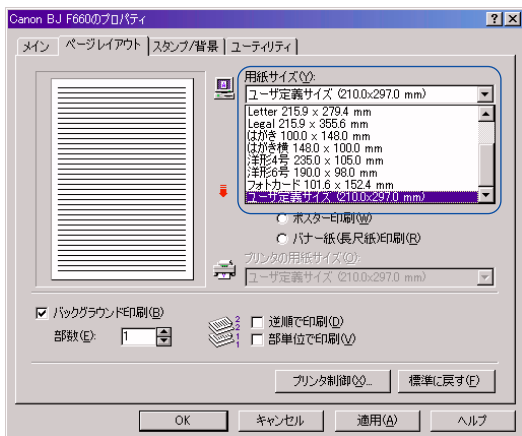 Canon BJ F660のプロパティ
メイン ページレイアウト スタンプ/背景 ユーティリティ
用紙サイズ(Y):
ユーザ定義サイズ (210.0x297.0 mm)
Letter 215.9 x 279.4 mm
Legal 215.9 x 355.6 mm
はがき 100.0 x 148.0 mm
はがき横 148.0 x 100.0 mm
洋形4号 235.0 x 105.0 mm
洋形6号 190.0 x 98.0 mm
フォトカード 101.6 x 152.4 mm
ユーザ定義サイズ (210.0x297.0 mm)
ポスター印刷(W)
バナー紙(長尺紙)印刷(R)
プリンタの用紙サイズ(O):
ユーザ定義サイズ (210.0x297.0 mm)
バックグラウンド印刷(B)
部数(E): 1
2 2 1 1
逆順で印刷(D)
部単位で印刷(V)
プリンタ制御(X)... 標準に戻す(F)
OK キャンセル 適用(A) ヘルプ